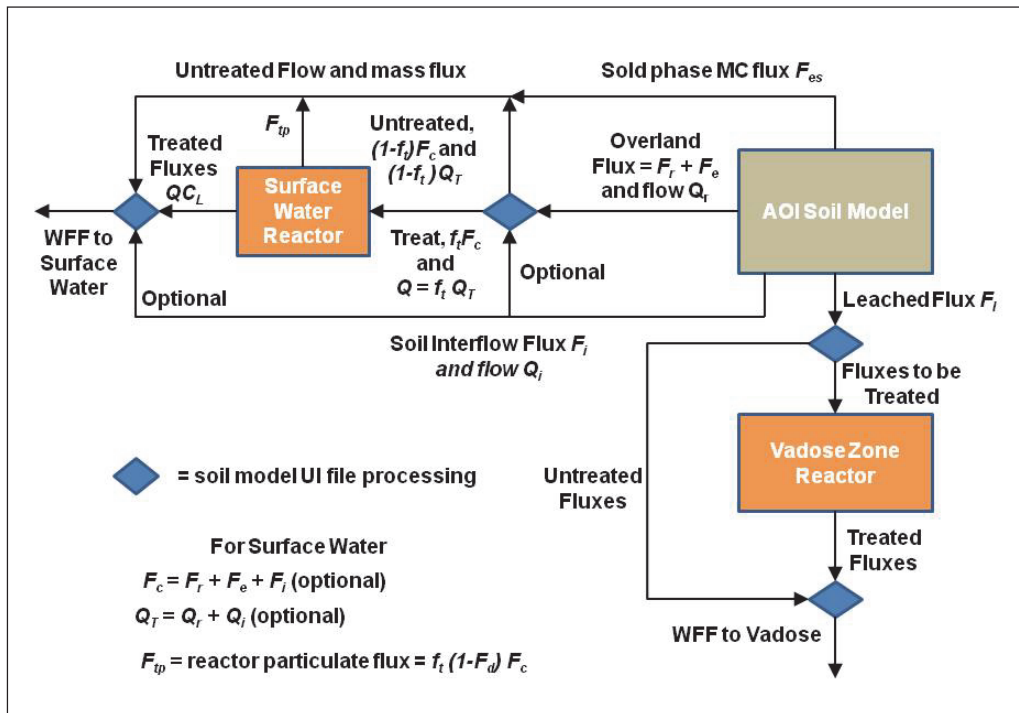 Untreated Flow and mass flux
Sold phase MC flux Fes
Ftp
Untreated,
(1-ft)Fc and
(1-ft)QT
Treated
Fluxes
QCL
Overland
Flux = Fr + Fe
and flow Qr
Surface
Water
Reactor
AOI Soil Model
WFF to
Surface
Water
Treat, ftFc
and
Q = ft QT
Optional
Optional
Leached Flux Fl
Soil Interflow Flux Fi
and flow Qi
Fluxes to be
Treated
Vadose Zone
Reactor
Untreated
Fluxes
= soil model UI file processing
Treated
Fluxes
For Surface Water
Fc = Fr + Fe + Fi (optional)
QT = Qr + Qi (optional)
WFF to Vadose
Ftp = reactor particulate flux = ft (1-Fd) Fc